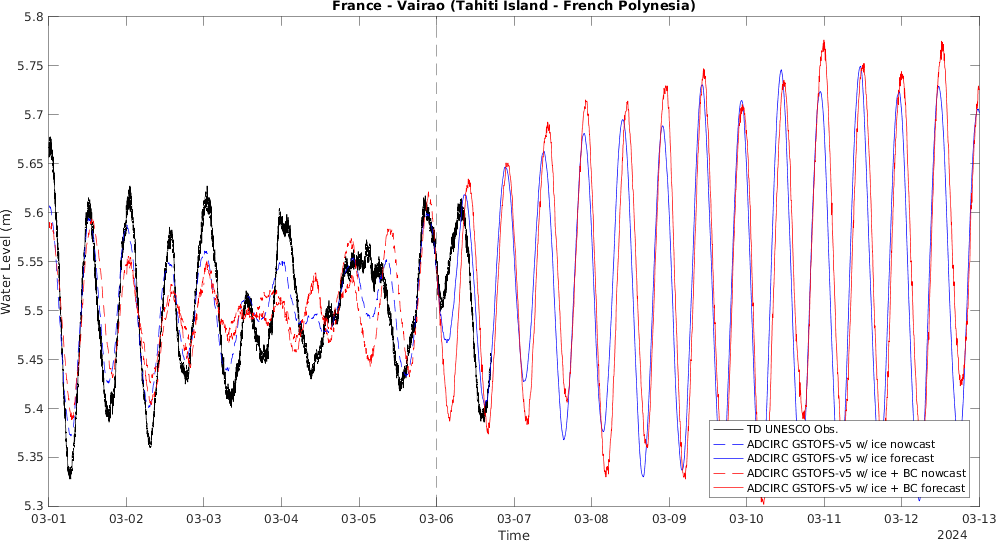 France - Vairao (Tahiti Island - French Polynesia)
5.8
5.75
5.7
5.65
5.6
5.55
5.5
5.45
5.4
5.35
5.3
Water Level (m)
TD UNESCO Obs.
ADCIRC GSTOFS-v5 w/ ice nowcast
ADCIRC GSTOFS-v5 w/ ice forecast
ADCIRC GSTOFS-v5 w/ ice + BC nowcast
ADCIRC GSTOFS-v5 w/ ice + BC forecast
03-01 03-02 03-03 03-04 03-05 03-06 03-07 03-08 03-09 03-10 03-11 03-12 03-13
Time
2024